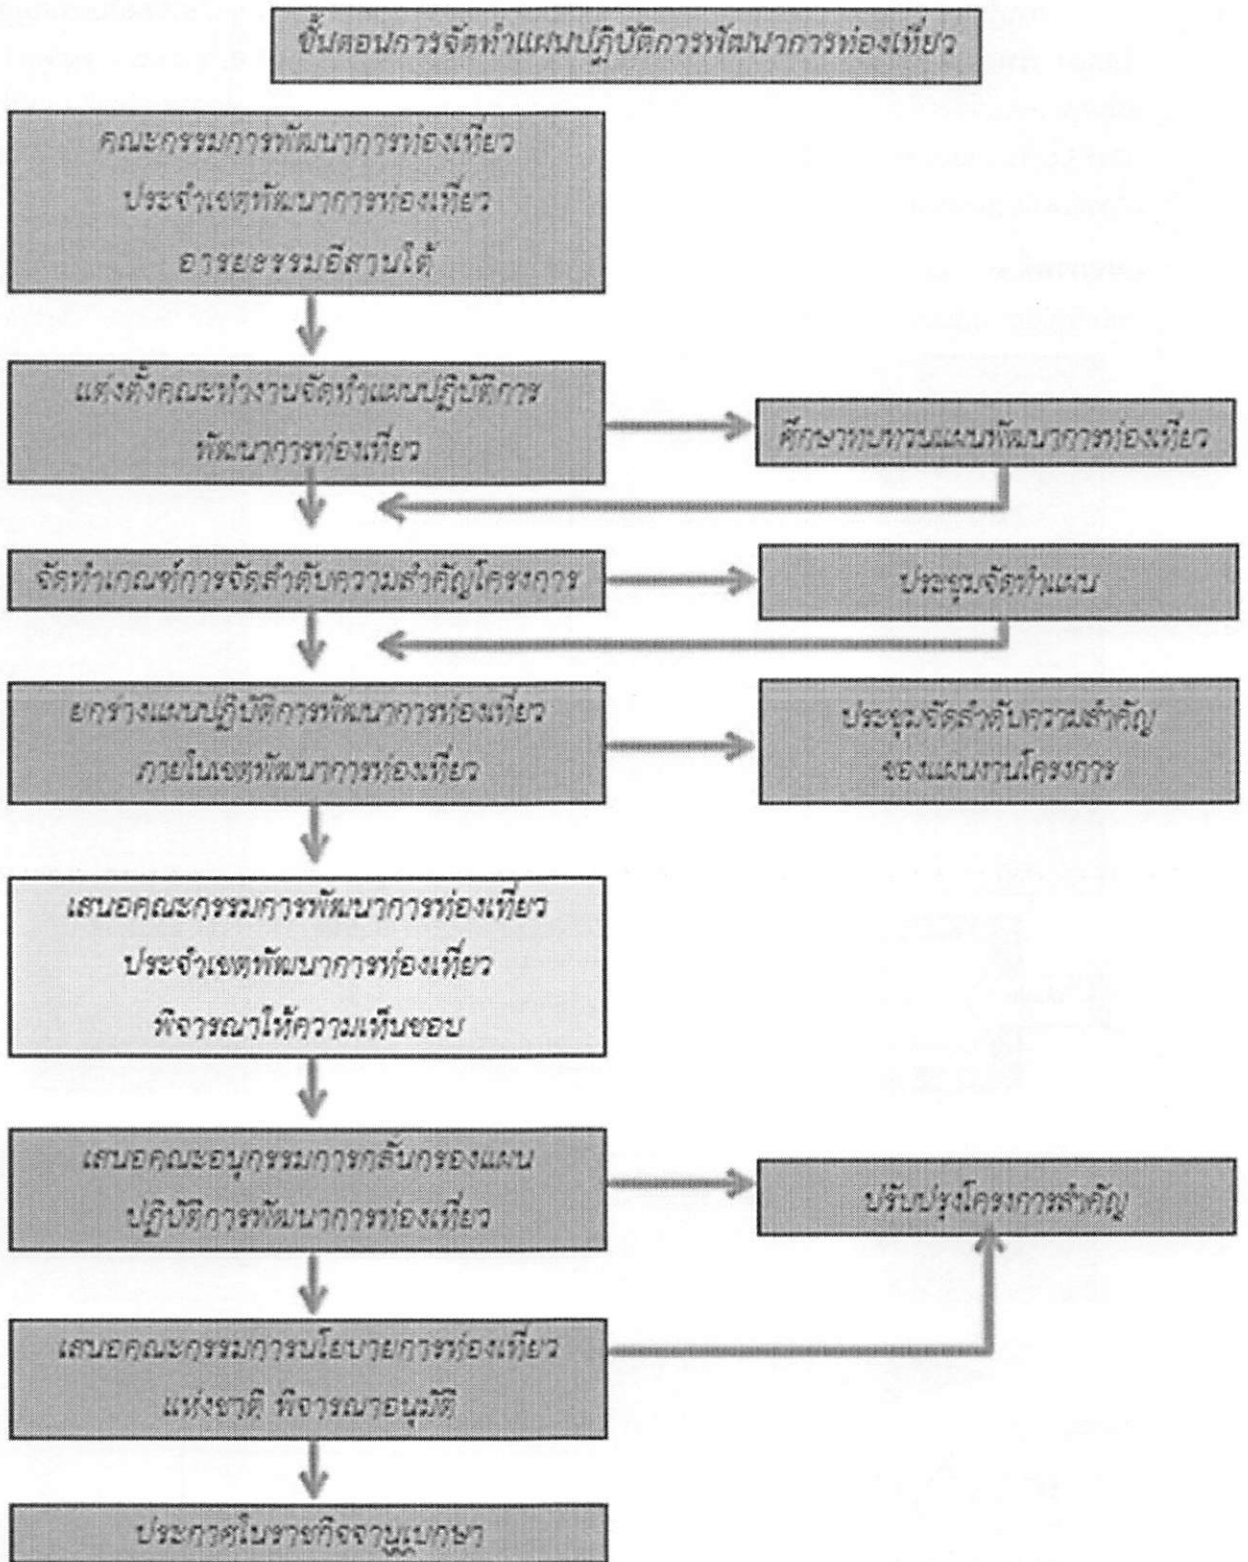 ขั้นตอนการจัดทำแผนปฏิบัติการพัฒนาการท่องเที่ยว
คณะกรรมการพัฒนาการท่องเที่ยว
ประจำเขตพัฒนาการท่องเที่ยว
อารยธรรมอีสานใต้
แต่งตั้งคณะทำงานจัดทำแผนปฏิบัติการ
พัฒนาการท่องเที่ยว
ศึกษาทบทวนแผนพัฒนาการท่องเที่ยว
จัดทำเกณฑ์การจัดลำดับความสำคัญโครงการ
ประชุมจัดทำแผน
ยกร่างแผนปฏิบัติการพัฒนาการท่องเที่ยว
ภายในเขตพัฒนาการท่องเที่ยว
ประชุมจัดลำดับความสำคัญ
ของแผนงานโครงการ
เสนอคณะกรรมการพัฒนาการท่องเที่ยว
ประจำเขตพัฒนาการท่องเที่ยว
พิจารณาให้ความเห็นชอบ
เสนอคณะอนุกรรมการกลั่นกรองแผน
ปฏิบัติการพัฒนาการท่องเที่ยว
ปรับปรุงโครงการสำคัญ
เสนอคณะกรรมการนโยบายการท่องเที่ยว
แห่งชาติ พิจารณาอนุมัติ
ประกาศในราชกิจจานุเบกษา